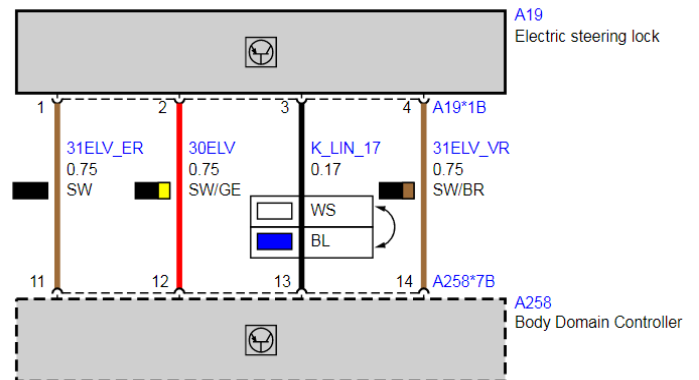 A19
Electric steering lock
1 2 3 4 A19*1B
31ELV_ER 30ELV K_LIN_17 31ELV_VR
0.75 0.75 0.17 0.75
SW SW/GE SW/BR
WS
BL
11 12 13 14 A258*7B
A258
Body Domain Controller